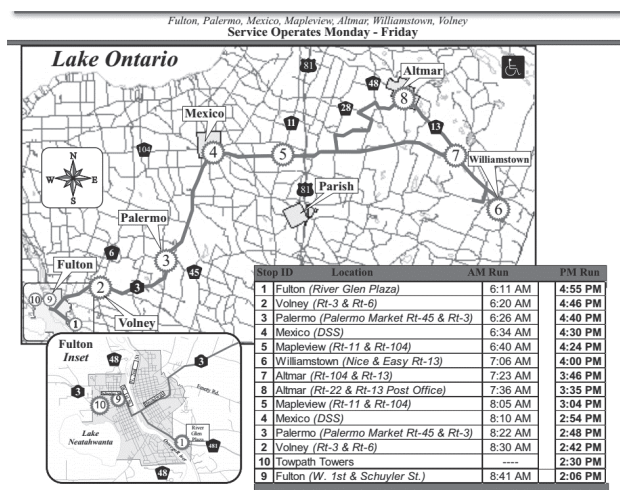 Fulton, Palermo, Mexico, Mapleview, Altmar, Williamstown, Volney
Service Operates Monday - Friday
Lake Ontario
81
Altmar
48
8
28
13
Mexico
11
104
4
5
7
Williamstown
N
W E
S
81
Parish
6
Palermo
3
6
45
Fulton
2
3
10 9
1
Volney
Stop ID Location AM Run PM Run
1 Fulton (River Glen Plaza) 6:11 AM 4:55 PM
2 Volney (Rt-3 & Rt-6) 6:20 AM 4:46 PM
3 Palermo (Palermo Market Rt-45 & Rt-3) 6:26 AM 4:40 PM
4 Mexico (DSS) 6:34 AM 4:30 PM
5 Mapleview (Rt-11 & Rt-104) 6:40 AM 4:24 PM
6 Williamstown (Nice & Easy Rt-13) 7:06 AM 4:00 PM
7 Altmar (Rt-104 & Rt-13) 7:23 AM 3:46 PM
8 Altmar (Rt-22 & Rt-13 Post Office) 7:36 AM 3:35 PM
5 Mapleview (Rt-11 & Rt-104) 8:05 AM 3:04 PM
4 Mexico (DSS) 8:10 AM 2:54 PM
3 Palermo (Palermo Market Rt-45 & Rt-3) 8:22 AM 2:48 PM
2 Volney (Rt-3 & Rt-6) 8:30 AM 2:42 PM
10 Towpath Towers ---- 2:30 PM
9 Fulton (W. 1st & Schuyler St.) 8:41 AM 2:06 PM
Fulton
Inset
48
3
3
10
9
Lake
Neatahwanta
River
Glen
Plaza
1
481
48